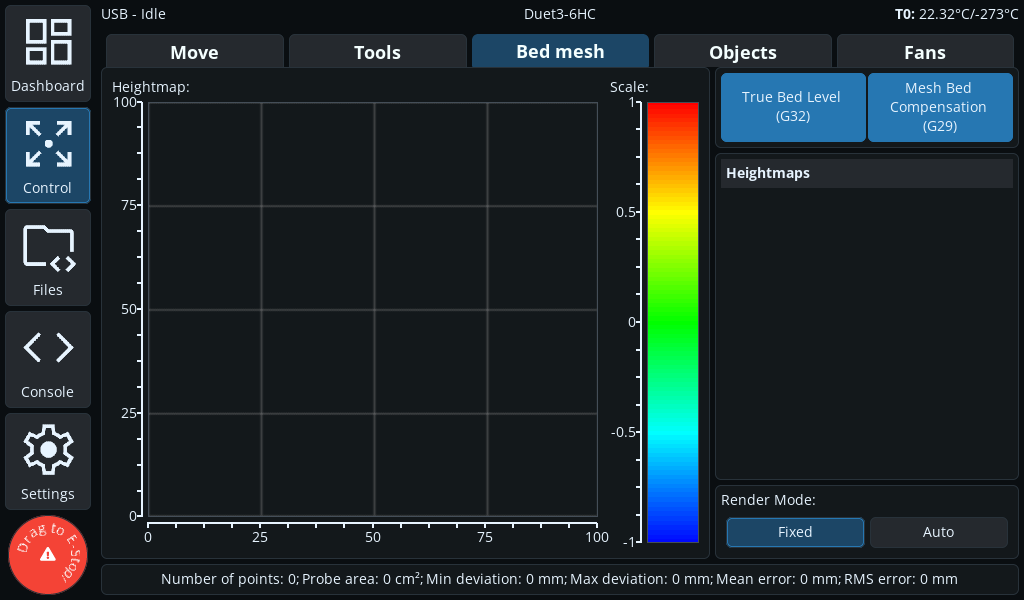 USB - Idle
Duet3-6HC
T0: 22.32°C/-273°C
Dashboard
Control
Files
Console
Settings
Drag to E-Stop!
Move
Tools
Bed mesh
Objects
Fans
Heightmap:
100
75
50
25
0
0
25
50
75
100
Scale:
1
0.5
0
-0.5
-1
True Bed Level
(G32)
Mesh Bed
Compensation
(G29)
Heightmaps
Render Mode:
Fixed
Auto
Number of points: 0; Probe area: 0 cm²; Min deviation: 0 mm; Max deviation: 0 mm; Mean error: 0 mm; RMS error: 0 mm